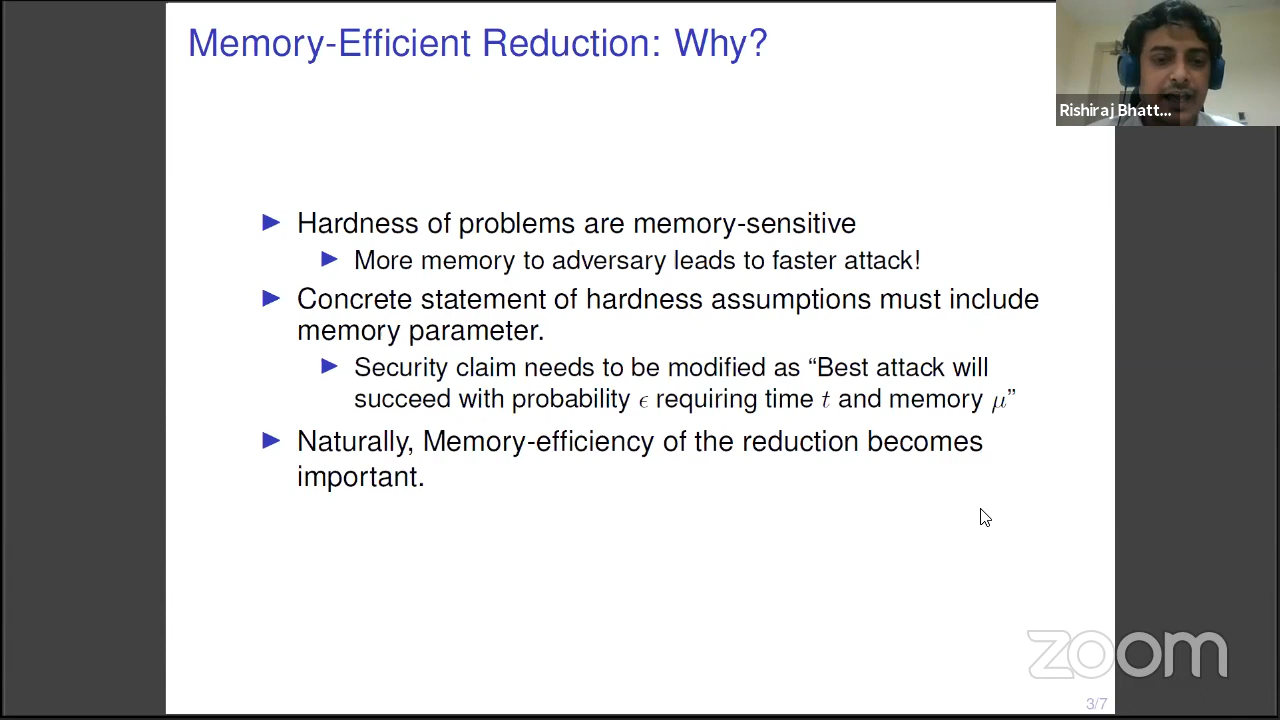 Memory-Efficient Reduction: Why?
Rishiraj Bhatt...
Hardness of problems are memory-sensitive
More memory to adversary leads to faster attack!
Concrete statement of hardness assumptions must include
memory parameter.
Security claim needs to be modified as “Best attack will
succeed with probability ϵ requiring time t and memory μ”
Naturally, Memory-efficiency of the reduction becomes
important.
zoom
3/7